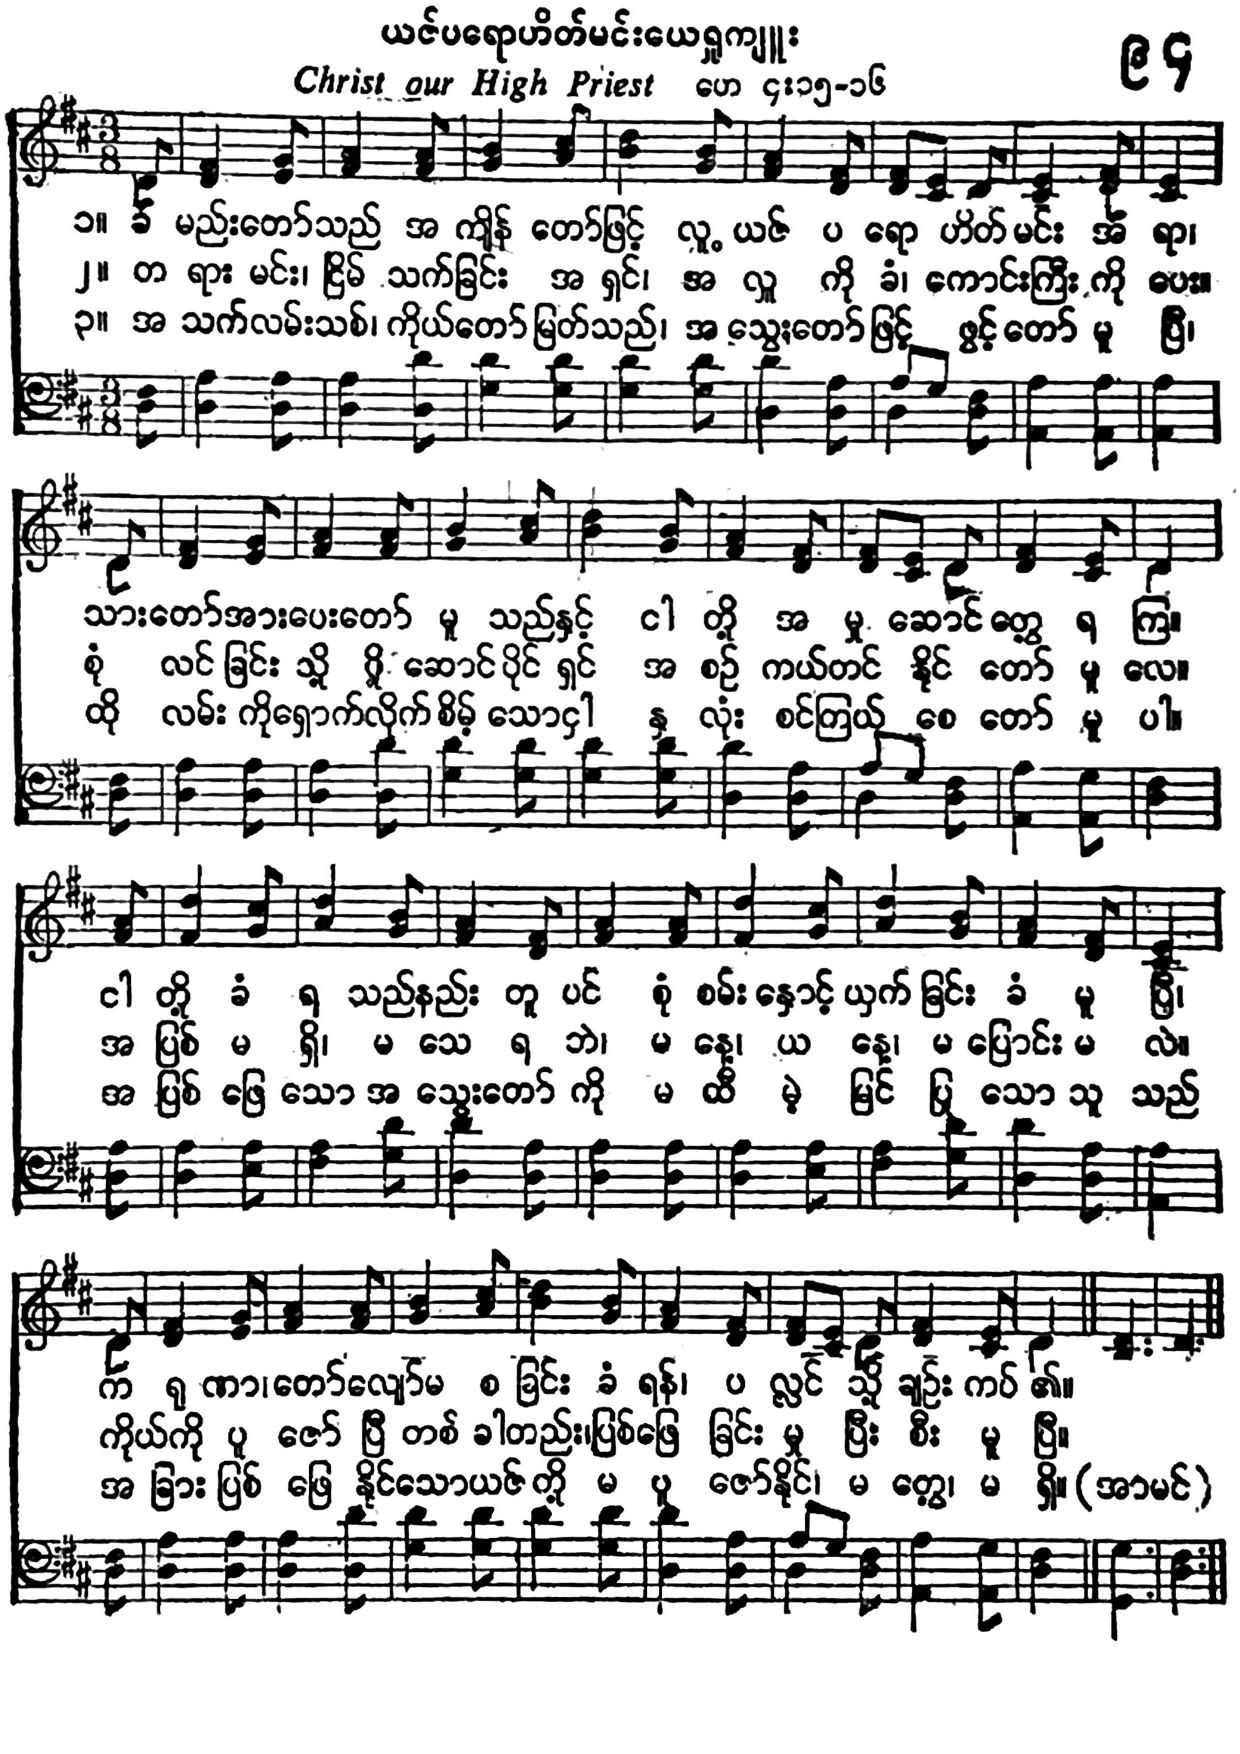 ယဇ်ပရောဟိတ်မင်းယေရှုကျူး
Christ our High Priest ဟေ ၄း၁၅-၁၆
၉၄
၁။ ခံ မည်းတော်သည် အ ကျိန် တော်ဖြင့် လူ့ ယဇ် ပ ရော ဟိတ် မင်း အံ ရာ၊
၂။ တ ရား မင်း၊ ငြိမ် သက်ခြင်း အ ရှင်၊ အ လှူ ကို ခံ၊ ကောင်းကြီး ကို ပေး။
၃။ အ သက်လမ်းသစ်၊ ကိုယ်တော် မြတ်သည်၊ အ သွေးတော် ဖြင့် ဖွင့် တော် မူ ပြီ၊
သားတော်အားပေးတော် မူ သည်နှင့် ငါ တို့ အ မှု ဆောင် တွေ့ ရ ကြ။
စုံ လင် ခြင်း သို့ ပို့ ဆောင် ပိုင် ရှင် အ စဉ် ကယ်တင် နိုင် တော် မူ လေ။
ထို လမ်း ကိုရှောက်လိုက်စိမ့် သောငှါ နှ လုံး စင်ကြယ် စေ တော် မူ ပါ။
ငါ တို့ ခံ ရ သည်နည်း တူ ပင် စုံ စမ်း နှောင့် ယှက် ခြင်း ခံ မူ ပြီ၊
အ ပြစ် မ ရှိ၊ မ သေ ရ ဘဲ၊ မ နေ့၊ ယ နေ့၊ မ ပြောင်း မ လဲ။
အ ပြစ် ဖြေ သော အ သွေးတော် ကို မ ထီ မဲ့ မြင် ပြု သော သူ သည်
က ရု ဏာ၊တော်လျော်မ စ ခြင်း ခံ ရန်၊ ပ လ္လင် သို့ ချဉ်း ကပ် ၏။
ကိုယ်ကို ပူ ဇော် ပြီ တစ် ခါတည်း၊ပြစ်ဖြေ ခြင်း မှု ပြီး စီး မူ ပြီ။
အ ခြား ပြစ် ဖြေ နိုင်သောယဇ် ကို့ မ ပူ ဇော်နိုင်၊ မ တွေ့၊ မ ရှိ။ (အာမင်)